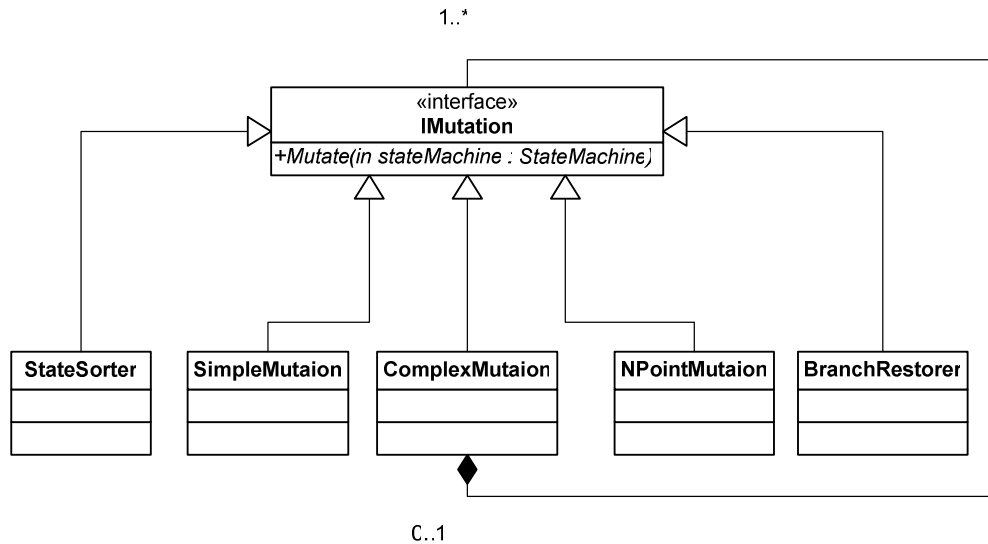 1..*
«interface»
IMutation
+Mutate(in stateMachine : StateMachine)
StateSorter
SimpleMutaion
ComplexMutaion
NPointMutaion
BranchRestorer
0..1